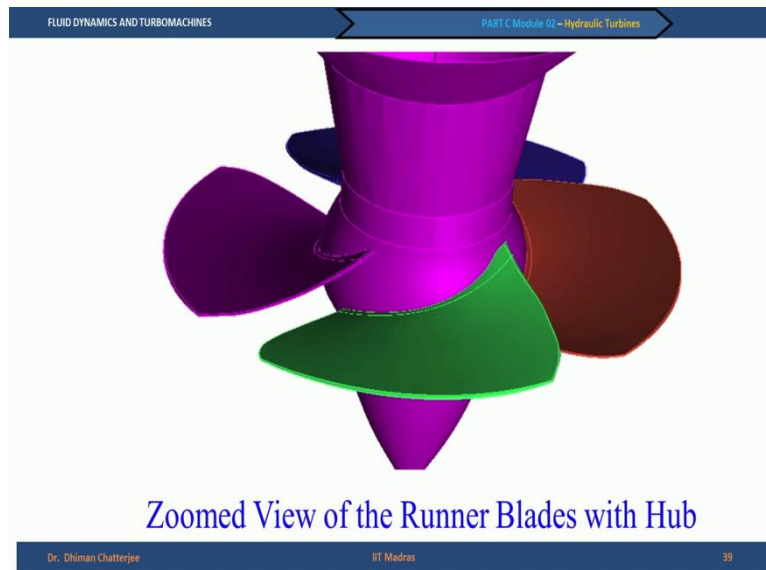 FLUID DYNAMICS AND TURBOMACHINES
PART C Module 02 – Hydraulic Turbines
Zoomed View of the Runner Blades with Hub
Dr. Dhiman Chatterjee
IIT Madras
39